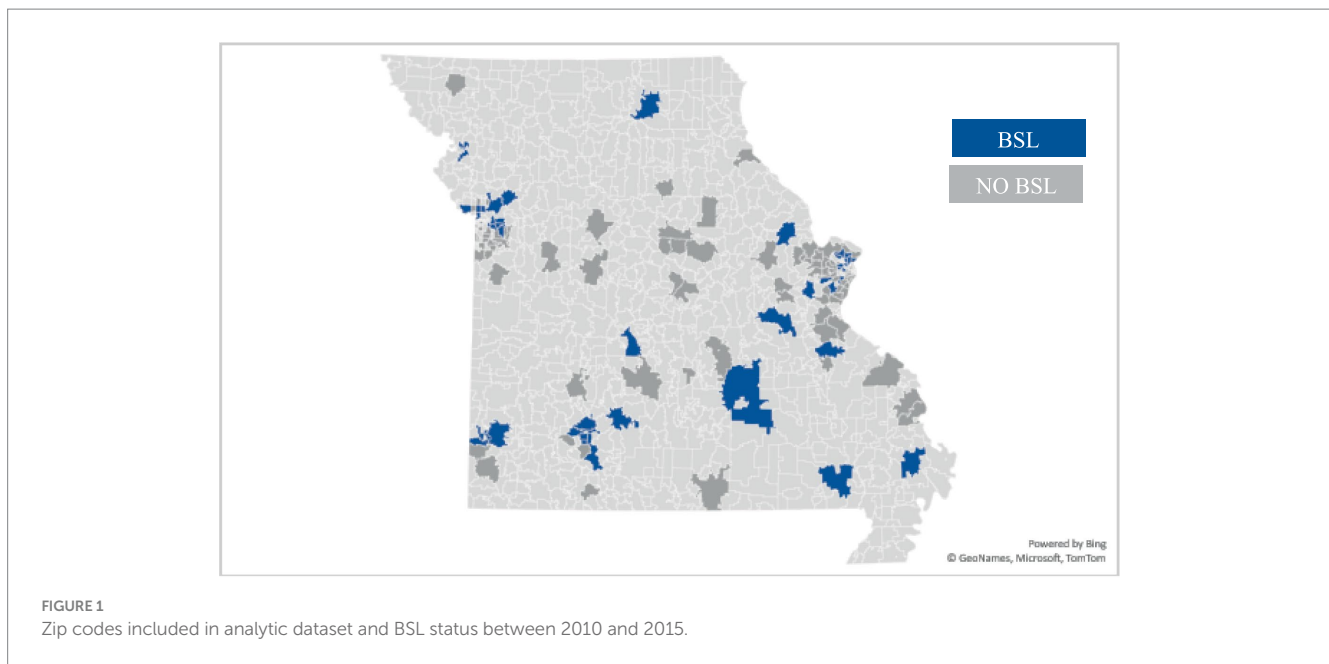 BSL
NO BSL
Powered by Bing
© GeoNames, Microsoft, TomTom
FIGURE 1
Zip codes included in analytic dataset and BSL status between 2010 and 2015.